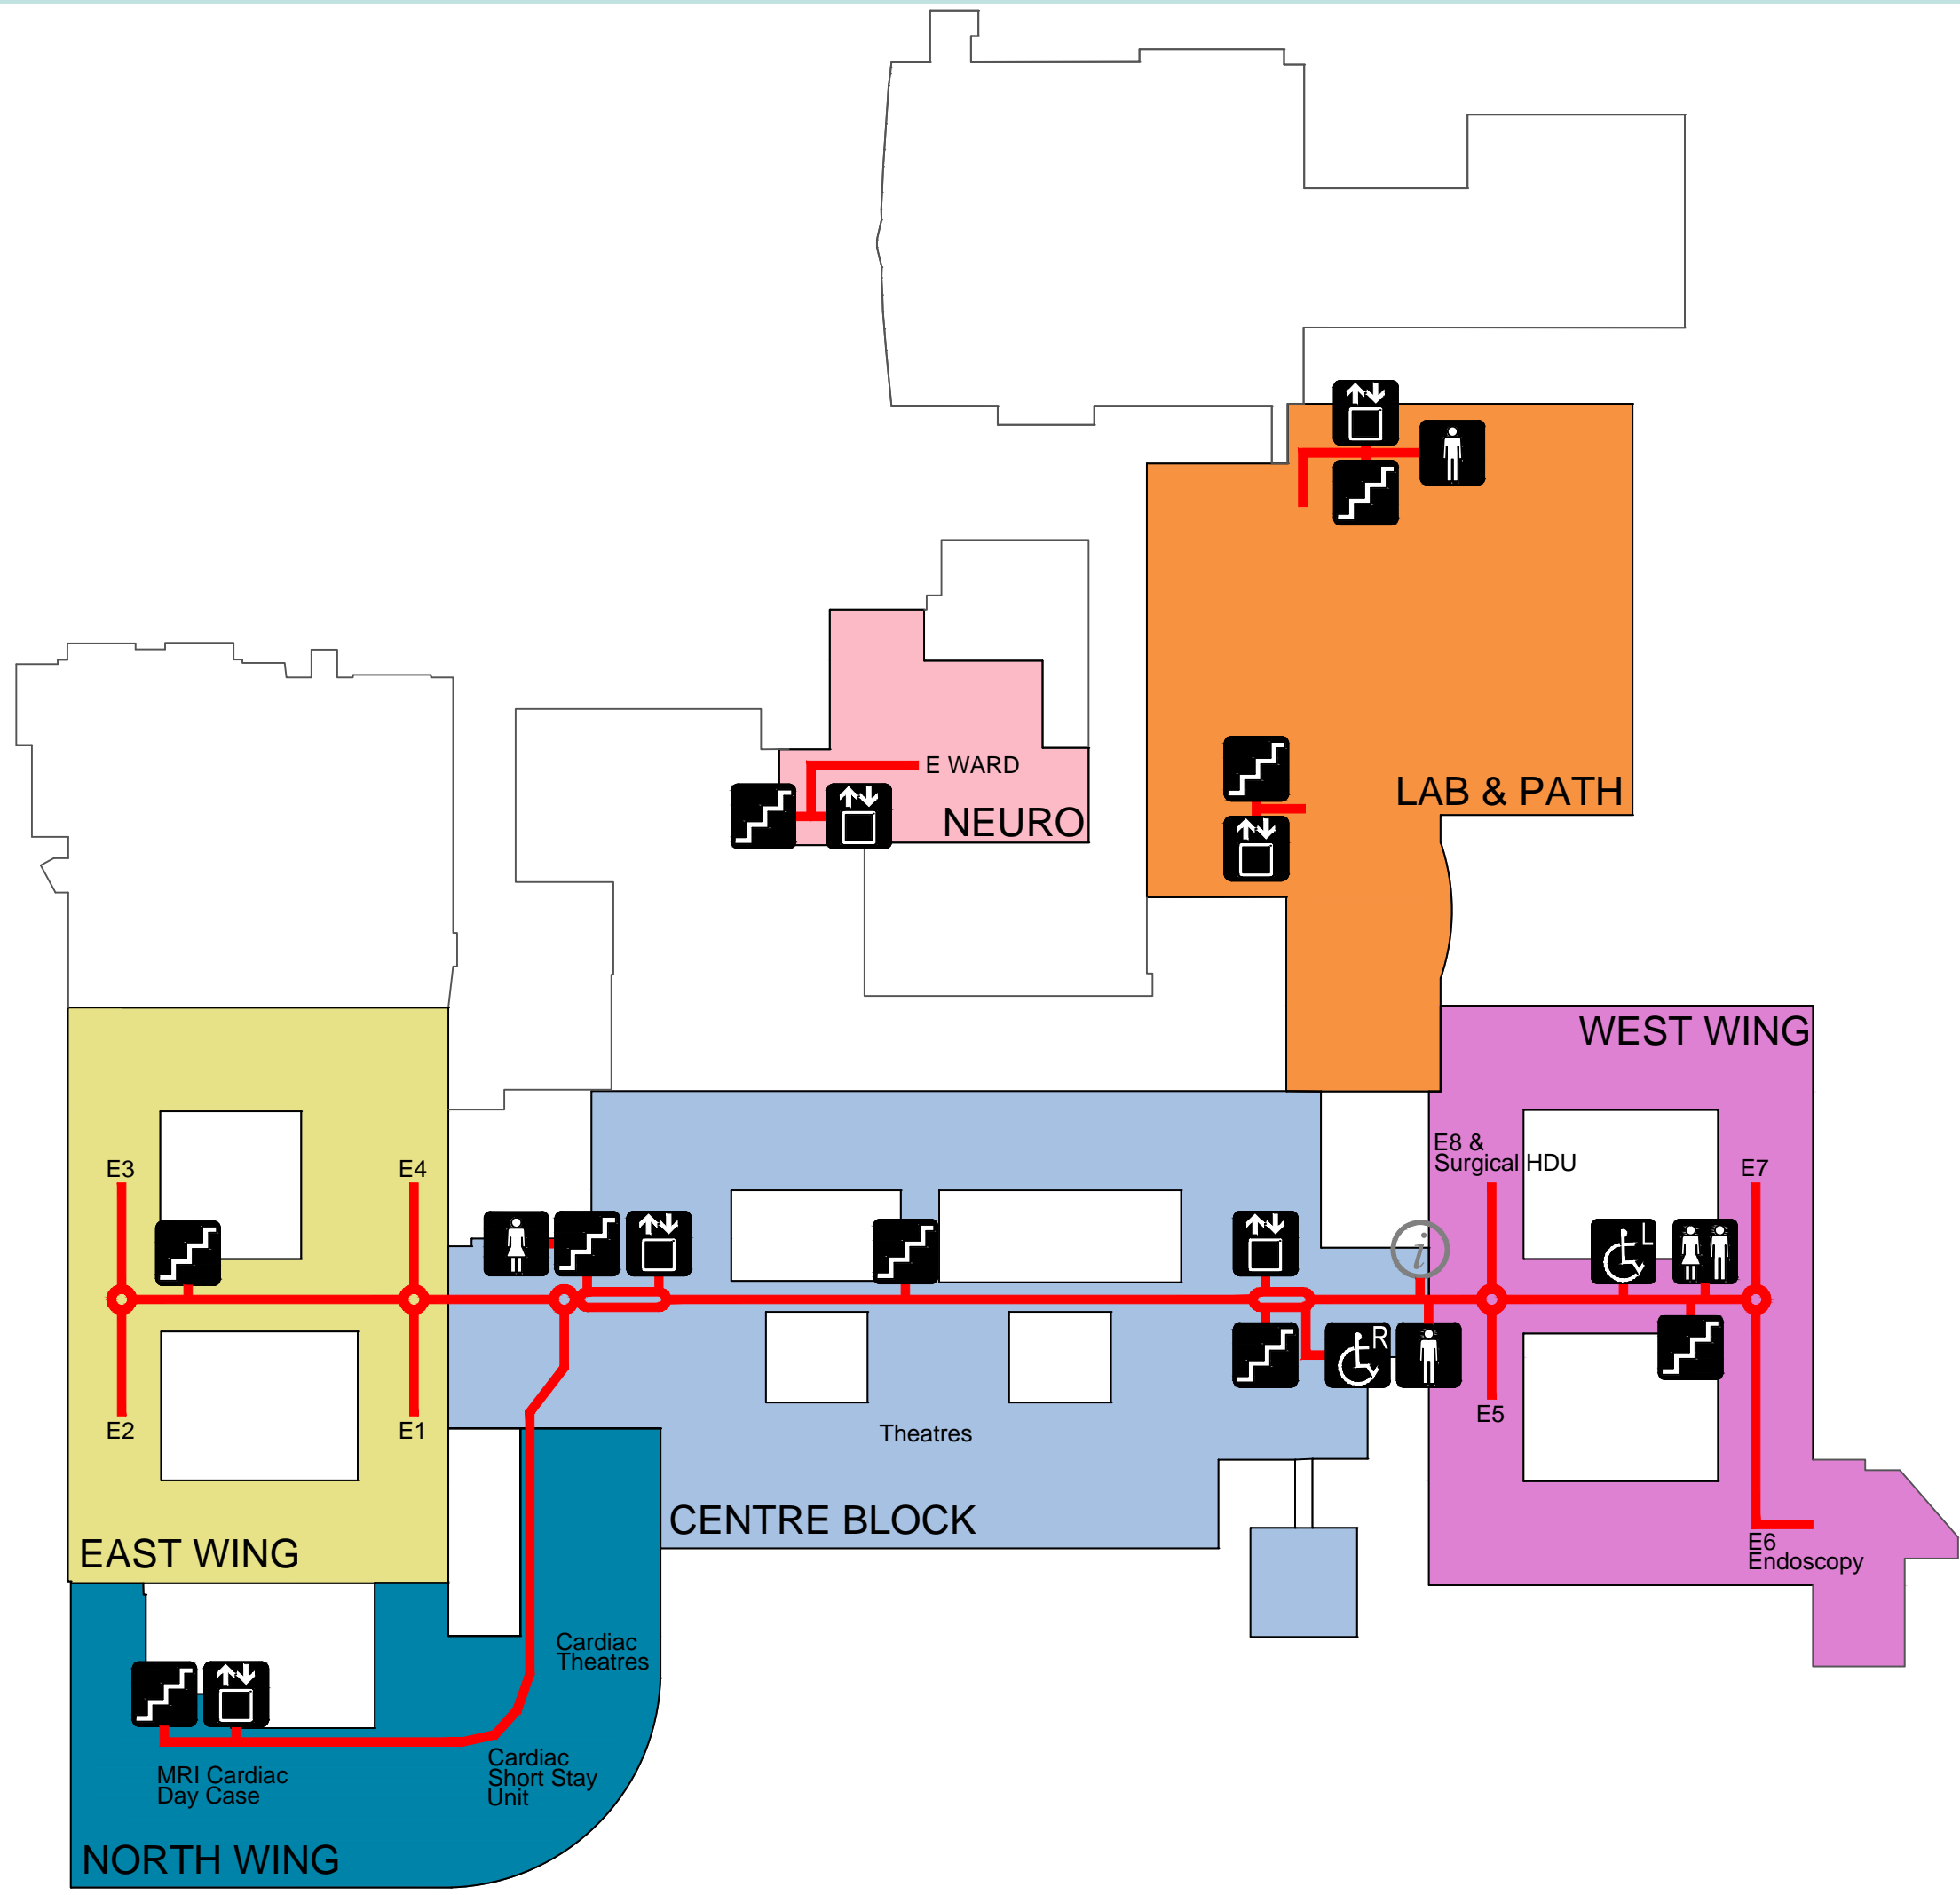 E WARD
NEURO
LAB & PATH
WEST WING
E8 &
Surgical HDU
E7
E3
E4
L
i
R
E2
E1
E5
Theatres
CENTRE BLOCK
EAST WING
E6
Endoscopy
Cardiac
Theatres
Cardiac
Short Stay
Unit
MRI Cardiac
Day Case
NORTH WING